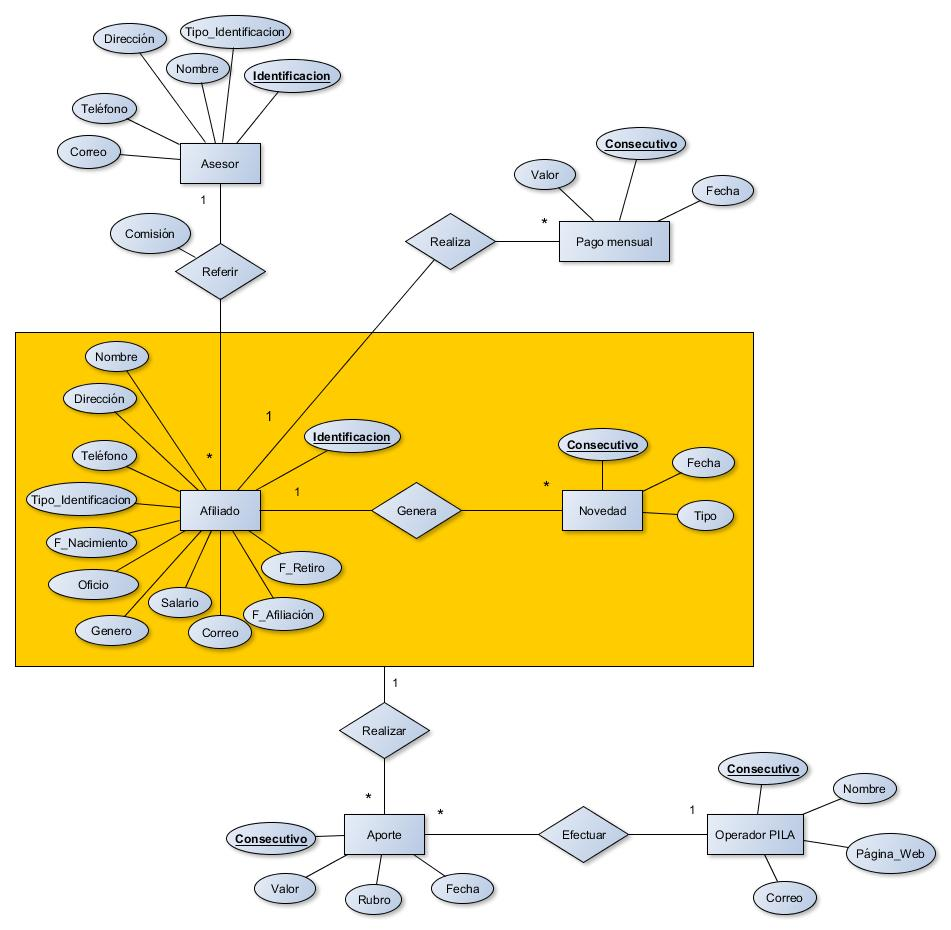 Dirección
Tipo_Identificacion
Nombre
Identificacion
Teléfono
Correo
Asesor
1
Comisión
Referir
Consecutivo
Valor
Fecha
*
Realiza
Pago mensual
Nombre
Dirección
1
Identificacion
Teléfono
*
Consecutivo
Fecha
Tipo_Identificacion
Afiliado
1
Genera
*
Novedad
Tipo
F_Nacimiento
F_Retiro
Oficio
Salario
F_Afiliación
Genero
Correo
1
Realizar
*
Consecutivo
Nombre
*
1
Consecutivo
Aporte
Efectuar
Operador PILA
Página_Web
Valor
Rubro
Fecha
Correo